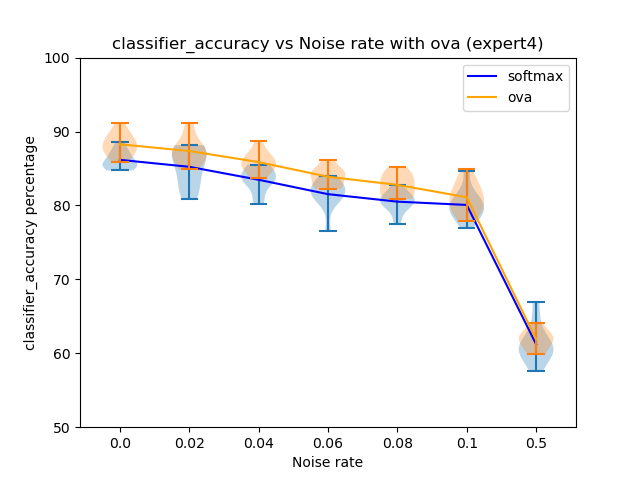 classifier_accuracy vs Noise rate with ova (expert4)
softmax
ova
classifier_accuracy percentage
100
90
80
70
60
50
0.0 0.02 0.04 0.06 0.08 0.1 0.5
Noise rate